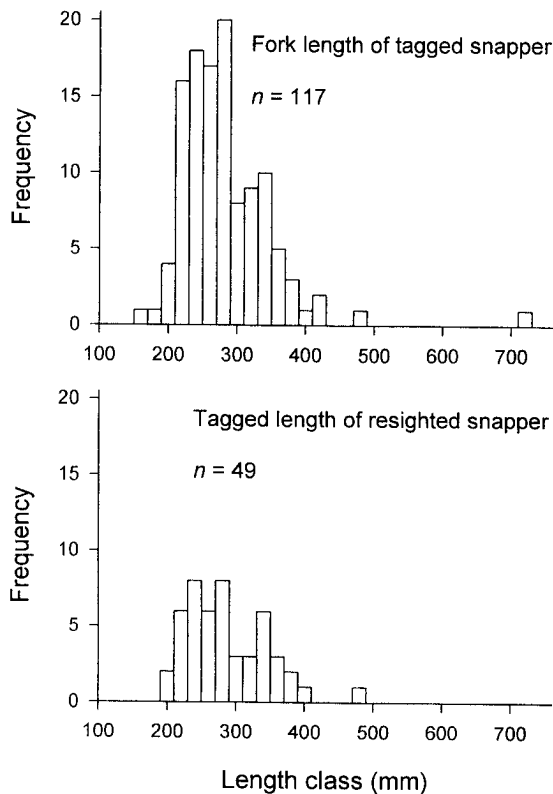 20
15
10
5
0
Frequency
Fork length of tagged snapper
n = 117
100 200 300 400 500 600 700
20
15
10
5
0
Frequency
Tagged length of resighted snapper
n = 49
100 200 300 400 500 600 700
Length class (mm)